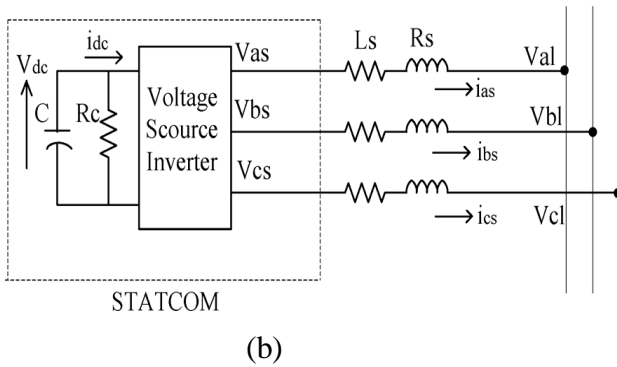 idc
Vdc
C
Rc
Voltage
Scource
Inverter
Vas
Vbs
Vcs
Ls
Rs
ias
ibs
ics
Val
Vbl
Vcl
STATCOM
(b)